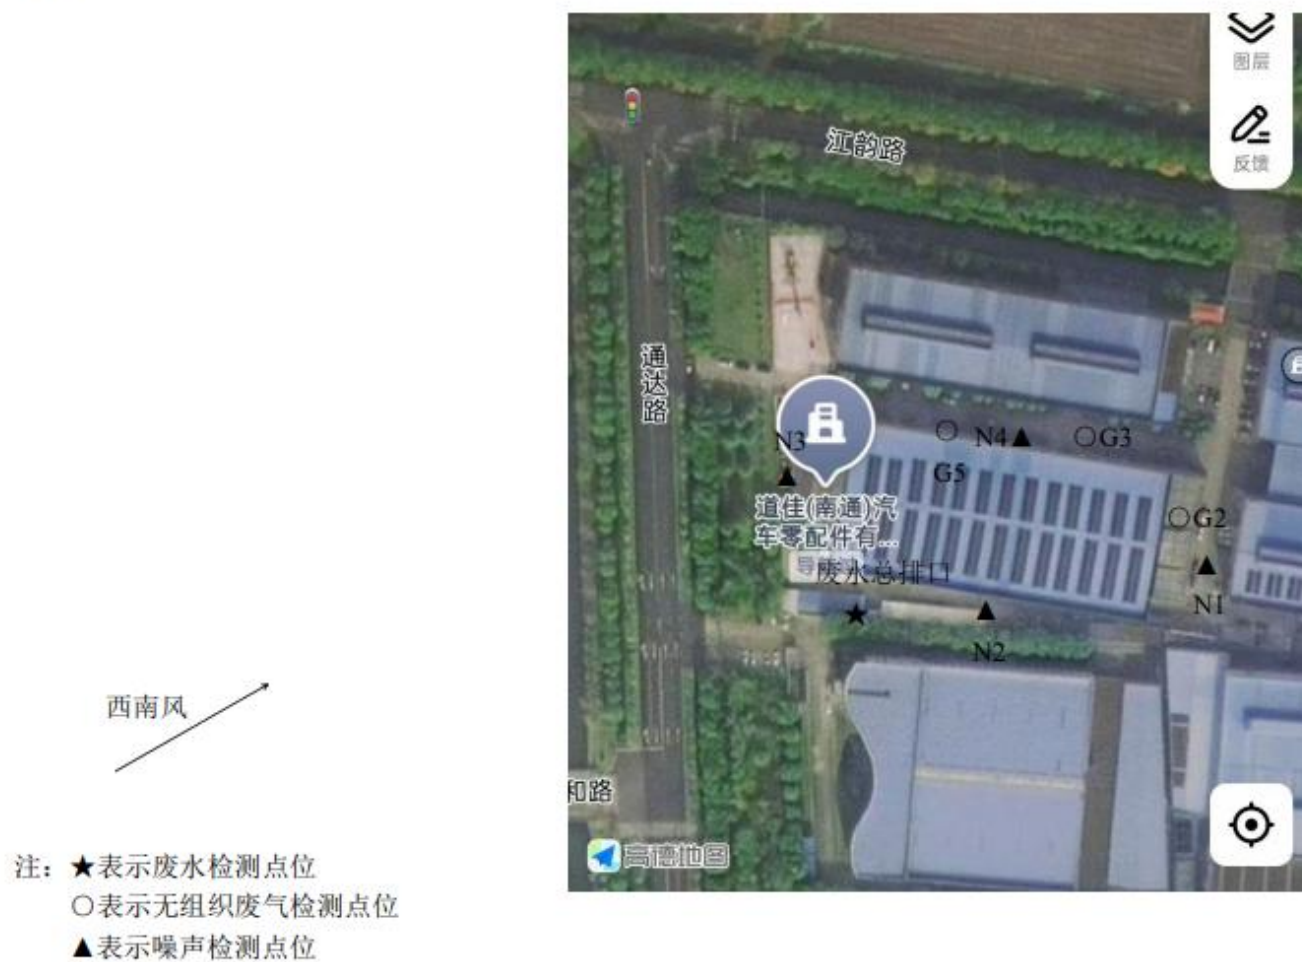 图层
反馈
江韵路
通达路
N3
N4
G3
G5
道佳(南通)汽
车零配件有...
G2
废水总排口
N1
N2
西南风
和路
高德地图
注：★表示废水检测点位
○表示无组织废气检测点位
▲表示噪声检测点位